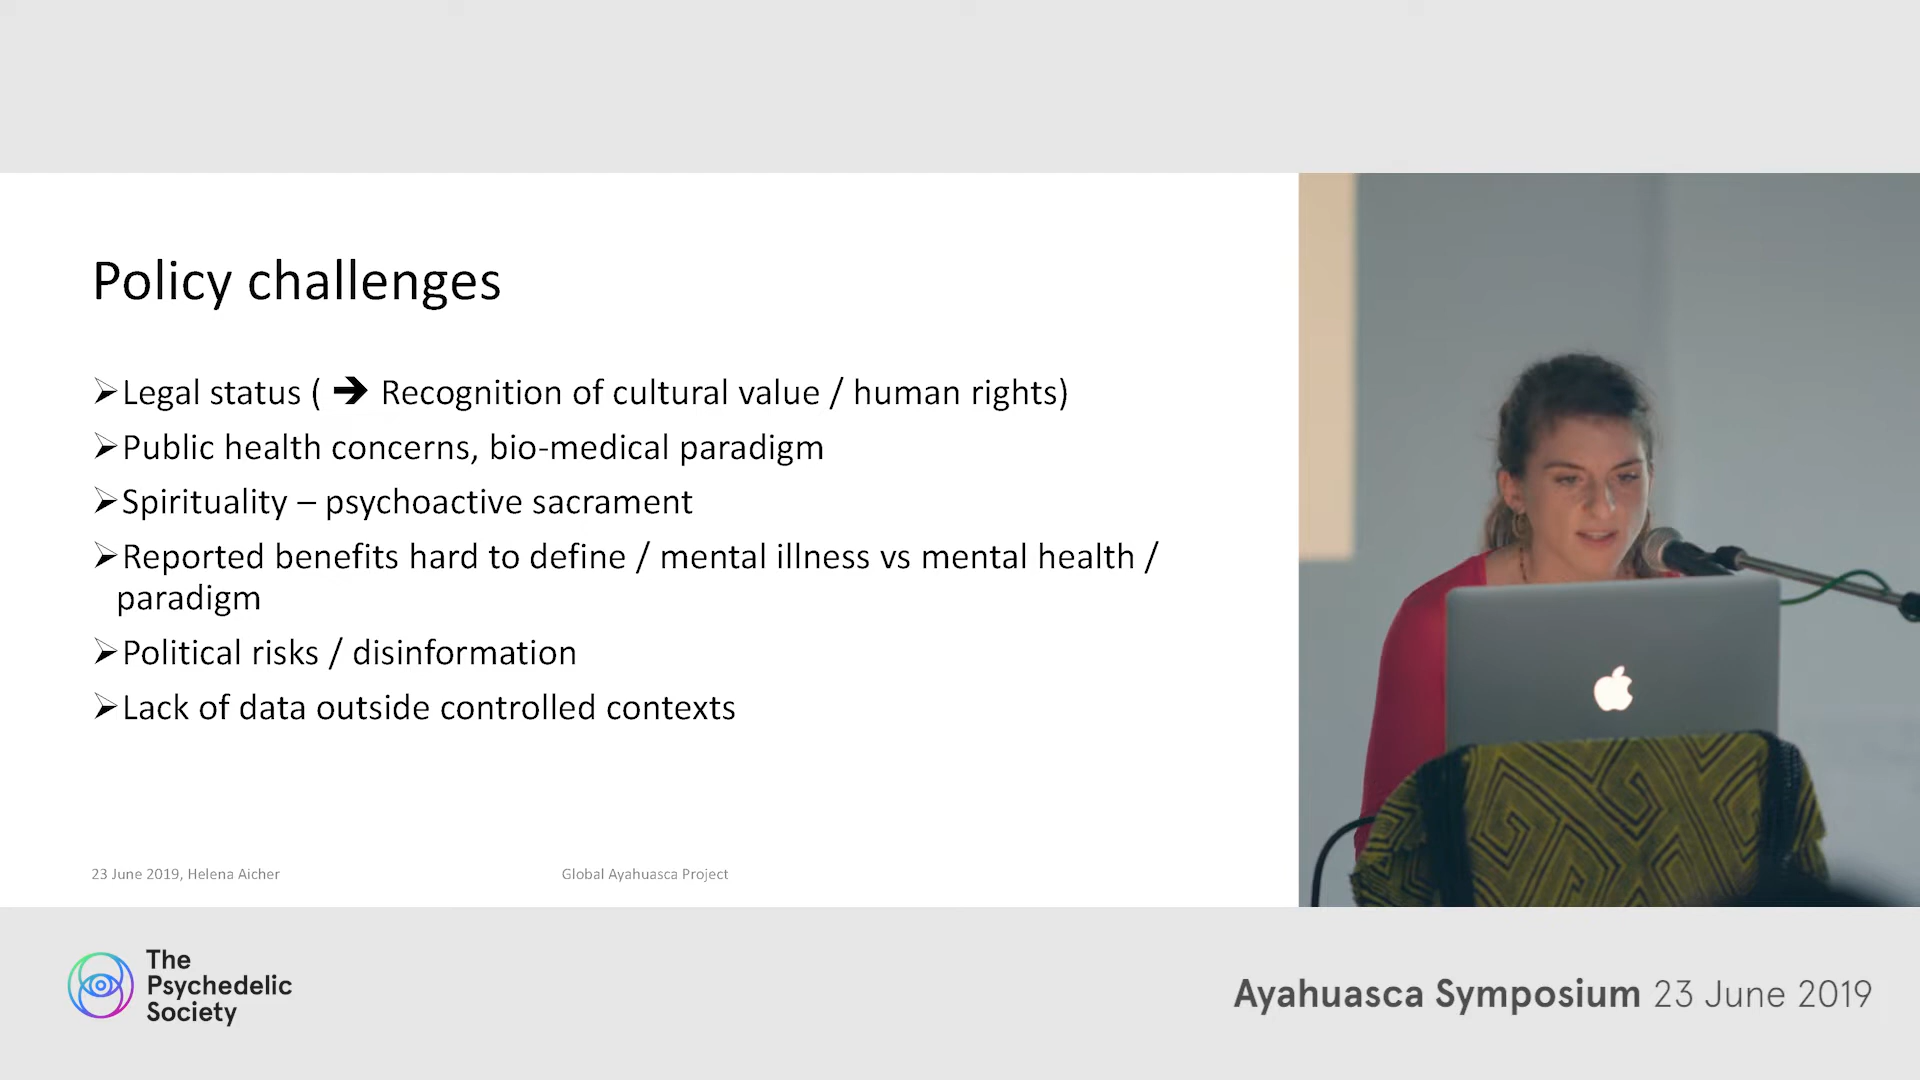 Policy challenges
➢Legal status ( ➔ Recognition of cultural value / human rights)
➢Public health concerns, bio-medical paradigm
➢Spirituality – psychoactive sacrament
➢Reported benefits hard to define / mental illness vs mental health /
paradigm
➢Political risks / disinformation
➢Lack of data outside controlled contexts
23 June 2019, Helena Aicher
Global Ayahuasca Project
The
Psychedelic
Society
Ayahuasca Symposium 23 June 2019